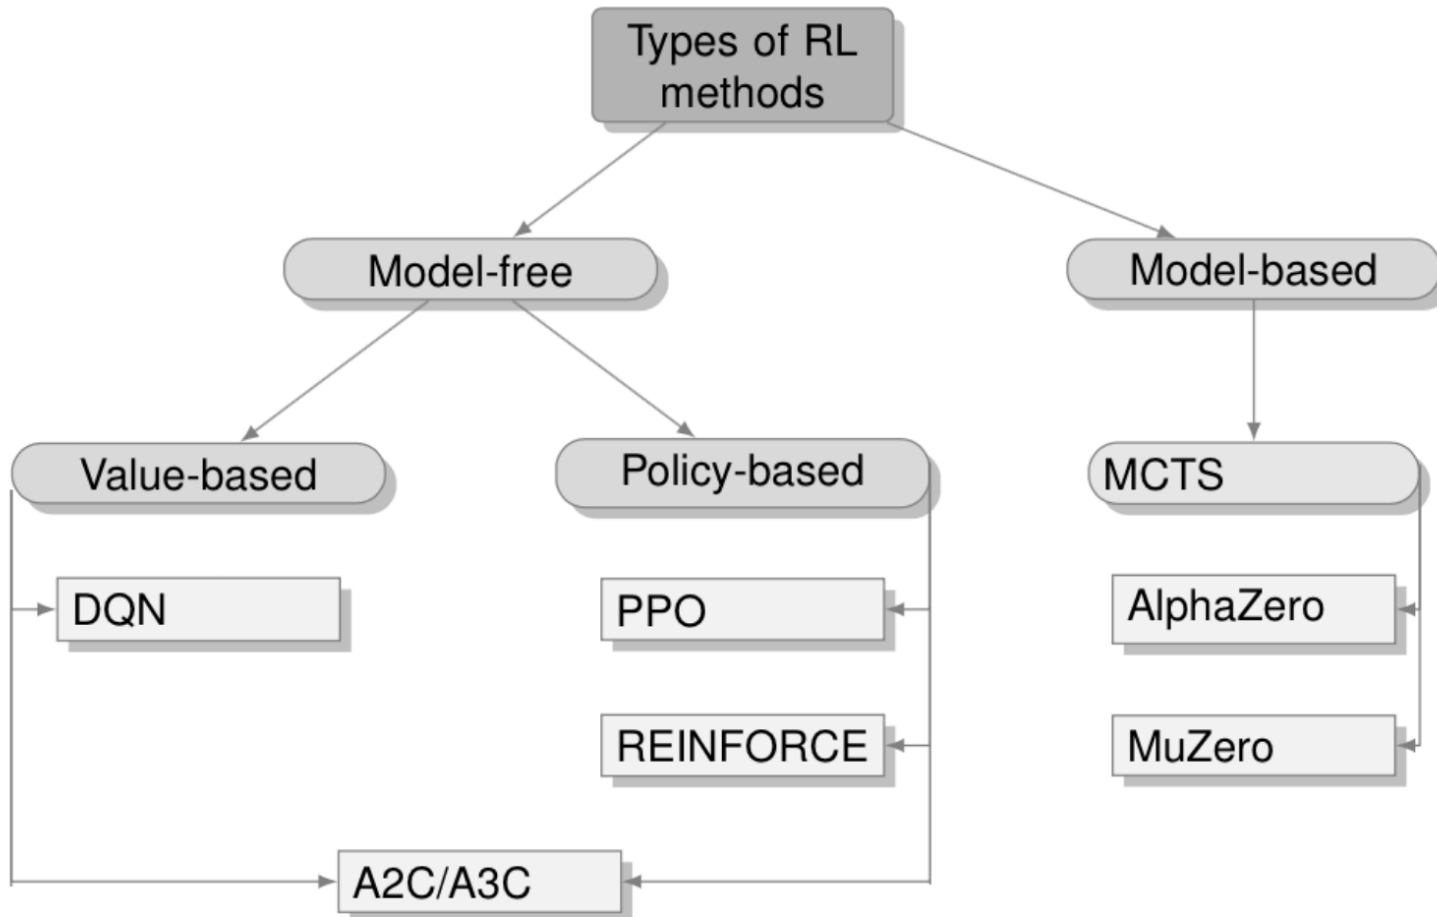 Types of RL
methods
Model-free
Model-based
Value-based
Policy-based
MCTS
DQN
PPO
AlphaZero
REINFORCE
MuZero
A2C/A3C